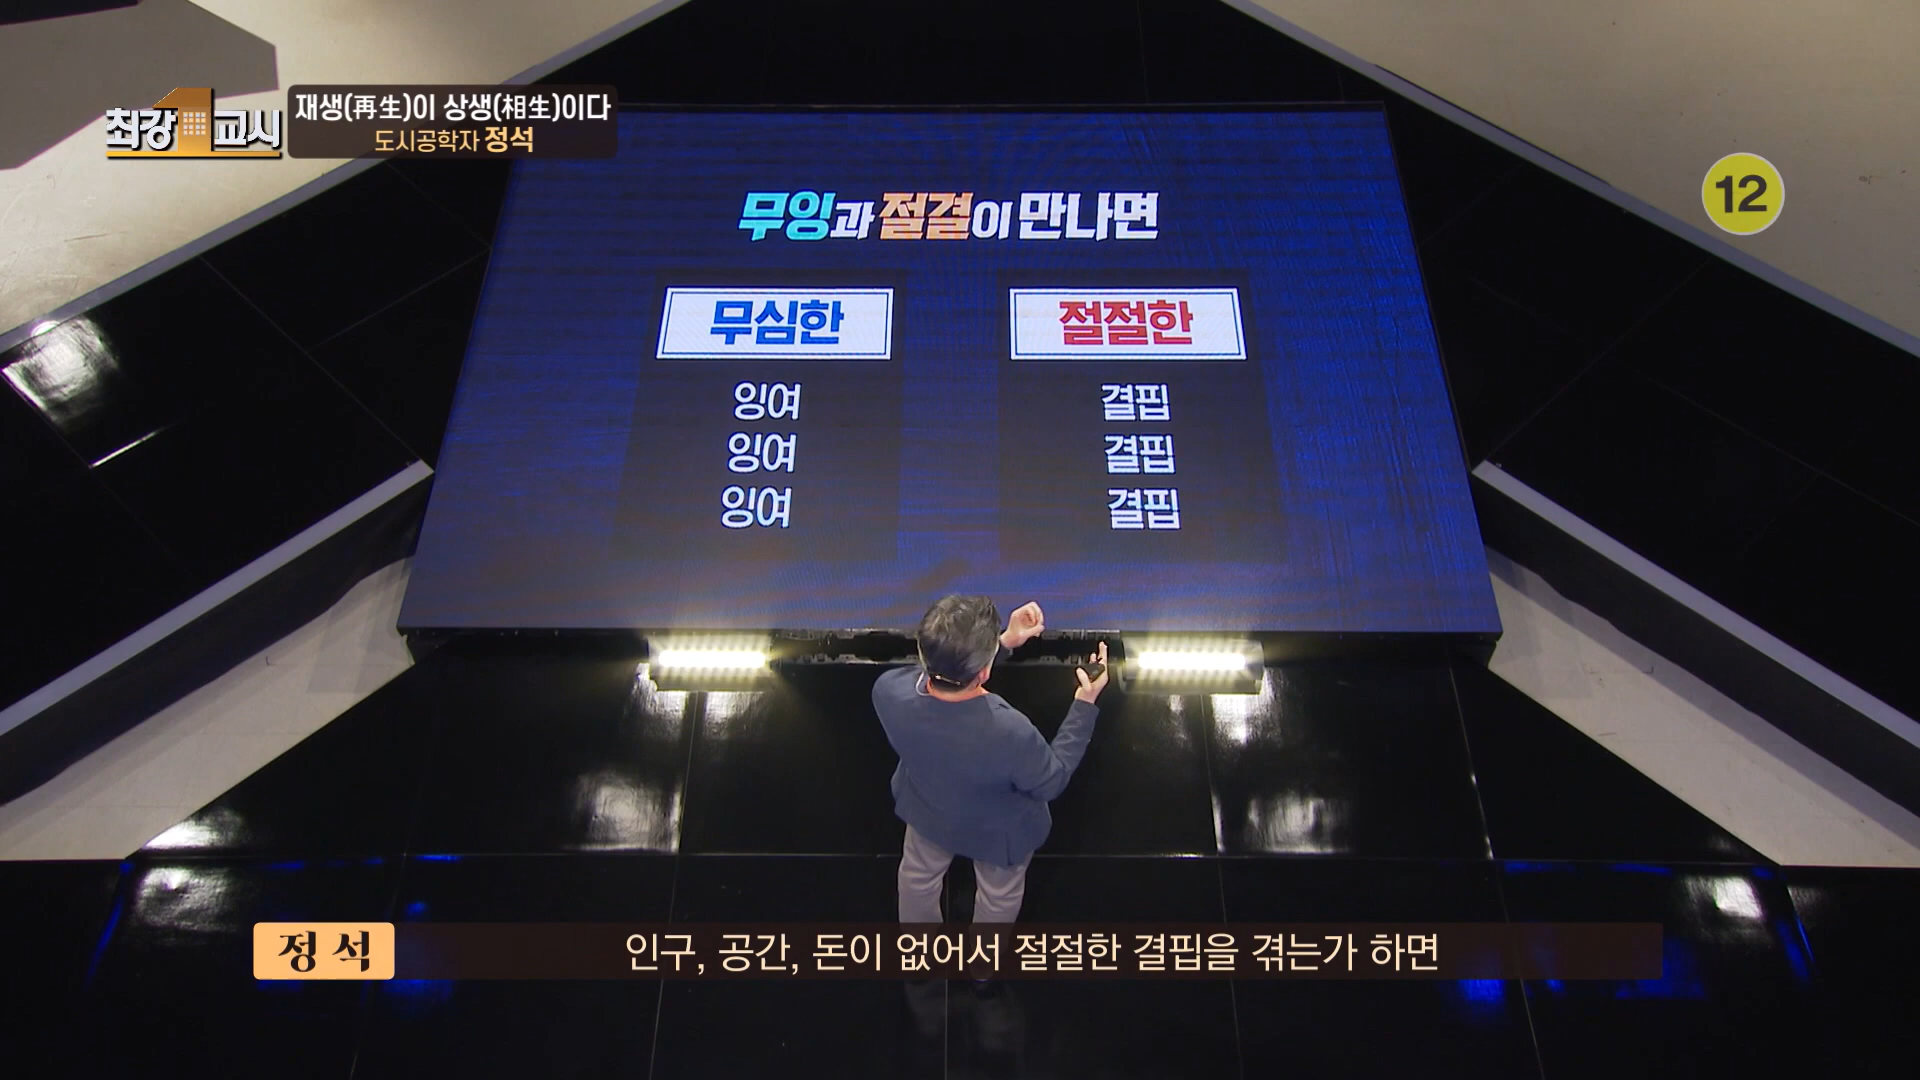 최강1교시
재생(再生)이 상생(相生)이다
도시공학자 정석
12
무잉과 절결이 만나면
무심한
절절한
잉여
결핍
잉여
결핍
잉여
결핍
정석
인구, 공간, 돈이 없어서 절절한 결핍을 겪는가 하면